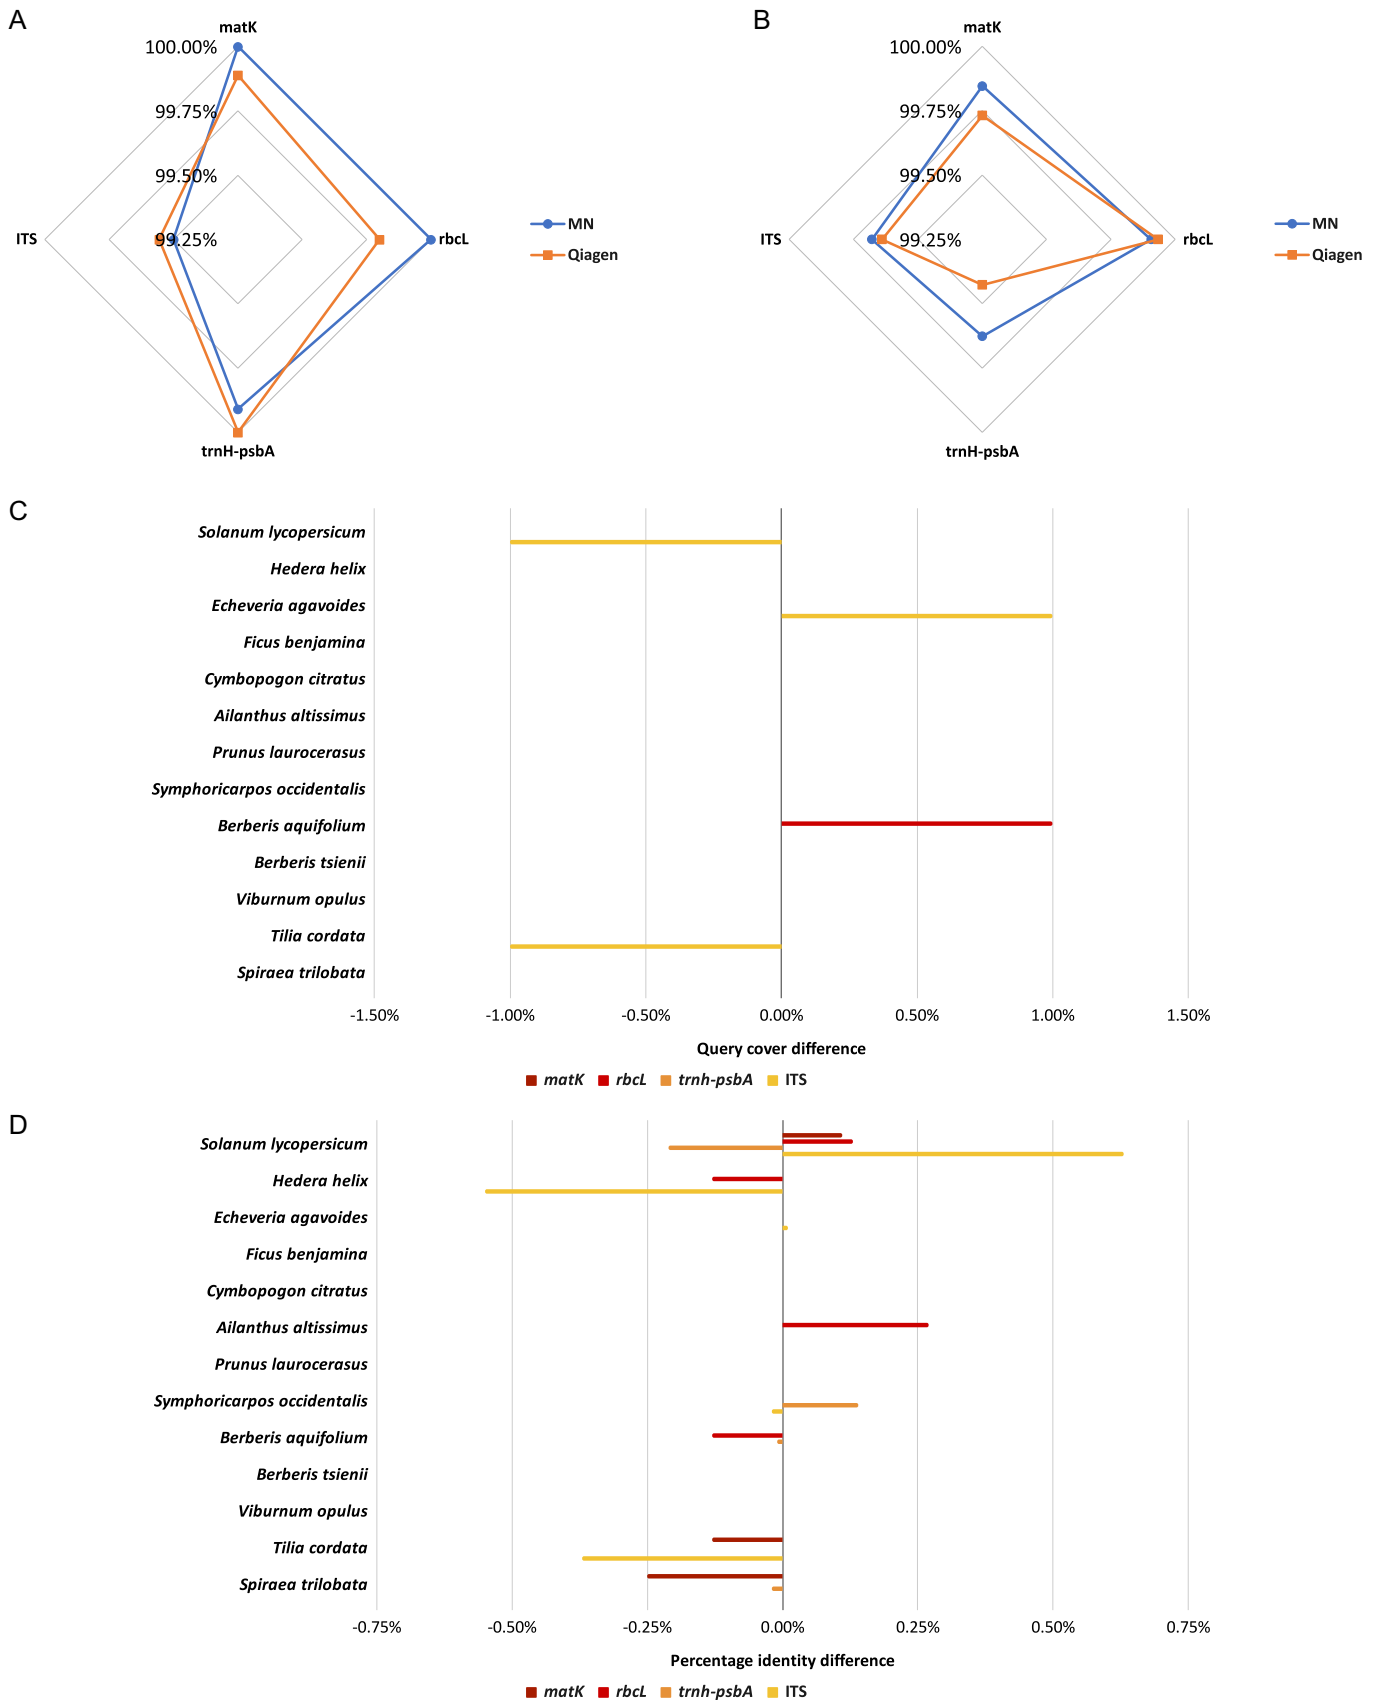 A
matK
100.00%
99.75%
99.50%
99.25%
ITS
rbcL
trnH-psbA
MN
Qiagen
B
matK
100.00%
99.75%
99.50%
99.25%
ITS
rbcL
trnH-psbA
MN
Qiagen
C
Solanum lycopersicum
Hedera helix
Echeveria agavoides
Ficus benjamina
Cymbopogon citratus
Ailanthus altissimus
Prunus laurocerasus
Symphoricarpos occidentalis
Berberis aquifolium
Berberis tsienii
Viburnum opulus
Tilia cordata
Spiraea trilobata
-1.50% -1.00% -0.50% 0.00% 0.50% 1.00% 1.50%
Query cover difference
matK rbcL trnh-psbA ITS
D
Solanum lycopersicum
Hedera helix
Echeveria agavoides
Ficus benjamina
Cymbopogon citratus
Ailanthus altissimus
Prunus laurocerasus
Symphoricarpos occidentalis
Berberis aquifolium
Berberis tsienii
Viburnum opulus
Tilia cordata
Spiraea trilobata
-0.75% -0.50% -0.25% 0.00% 0.25% 0.50% 0.75%
Percentage identity difference
matK rbcL trnh-psbA ITS